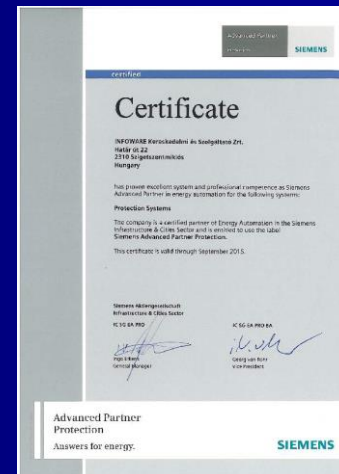 Advanced Partner
SIEMENS
certified
Certificate
INFOWARE Kereskedelmi és Szolgáltató Zrt.
Határ út 22
2310 Szigetszentmiklós
Hungary
has proven excellent system and professional competence as Siemens
Advanced Partner in energy automation for the following systems:
Protection Systems
The company is a certified partner of Energy Automation in the Siemens
Infrastructure & Cities Sector and is entitled to use the label
Siemens Advanced Partner Protection.
This certificate is valid through September 2015.
Siemens Aktiengesellschaft
Infrastructure & Cities Sector
IC SG EA PRO
IC SG EA PRO BA
General Manager
Vice President
Advanced Partner
Protection
Answers for energy.
SIEMENS